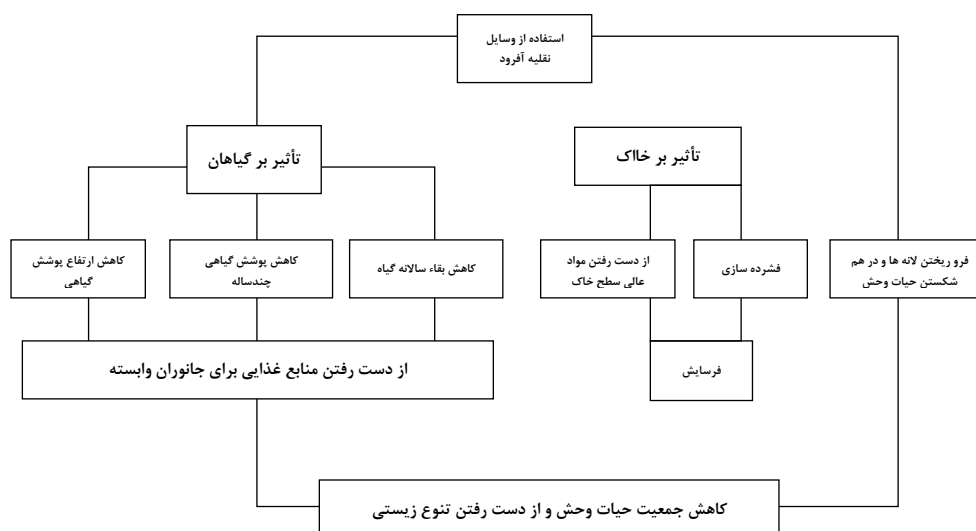 استفاده از وسایل
نقلیه آفرود
تأثیر بر خااک
تأثیر بر گیاهان
فرو ریختن لانه ها و در هم
شکستن حیات وحش
فشرده سازی
از دست رفتن مواد
عالی سطح خاک
کاهش بقاء سالانه گیاه
کاهش پوشش گیاهی
چندساله
کاهش ارتفاع پوشش
گیاهی
فرسایش
از دست رفتن منابع غذایی برای جانوران وابسته
کاهش جمعیت حیات وحش و از دست رفتن تنوع زیستی